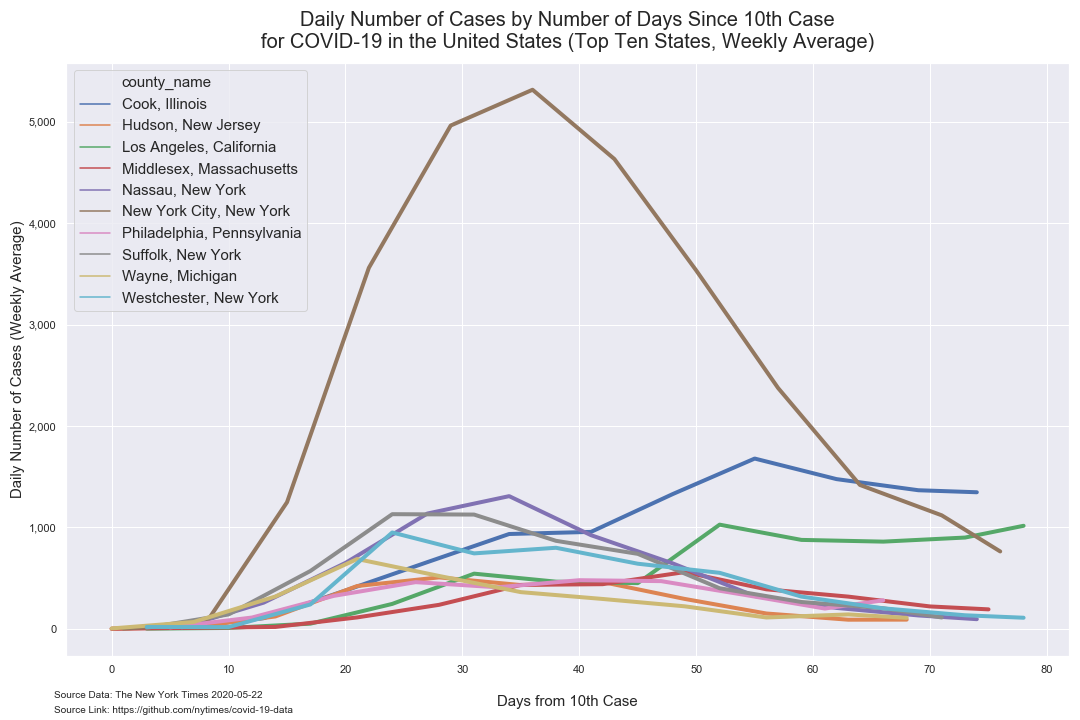 Daily Number of Cases by Number of Days Since 10th Case
for COVID-19 in the United States (Top Ten States, Weekly Average)
county_name
Cook, Illinois
Hudson, New Jersey
Los Angeles, California
Middlesex, Massachusetts
Nassau, New York
New York City, New York
Philadelphia, Pennsylvania
Suffolk, New York
Wayne, Michigan
Westchester, New York
Daily Number of Cases (Weekly Average)
5,000
4,000
3,000
2,000
1,000
0
0 10 20 30 40 50 60 70 80
Days from 10th Case
Source Data: The New York Times 2020-05-22
Source Link: https://github.com/nytimes/covid-19-data